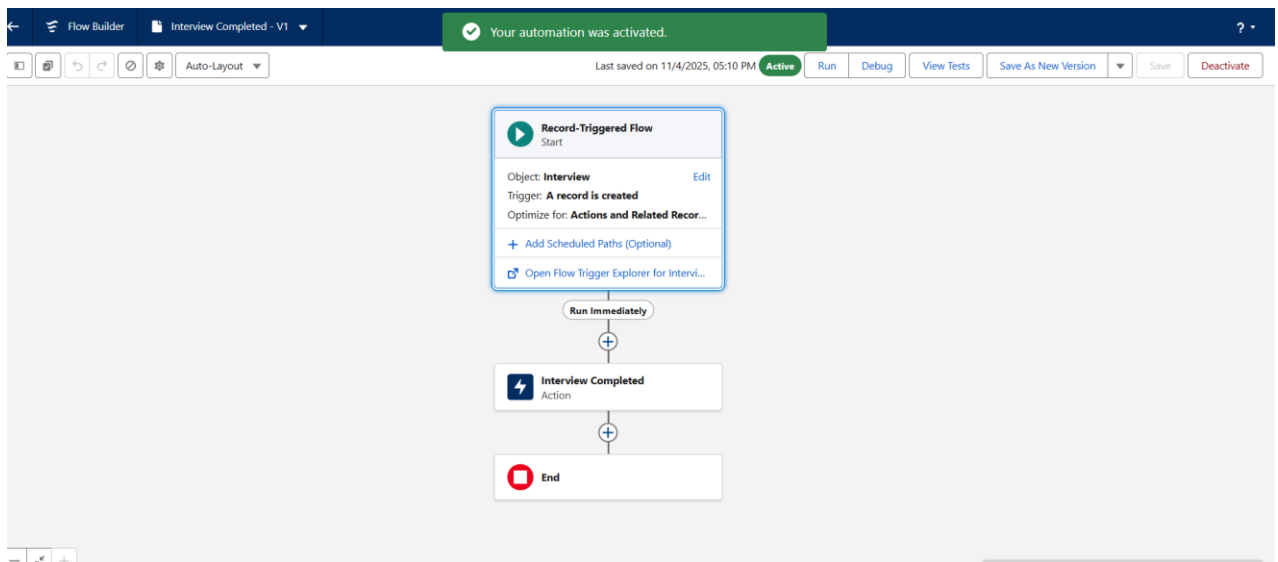 Flow Builder
Interview Completed - V1
Your automation was activated.
?
Auto-Layout
Last saved on 11/4/2025, 05:10 PM
Active
Run
Debug
View Tests
Save As New Version
Save
Deactivate
Record-Triggered Flow
Start
Object: Interview
Edit
Trigger: A record is created
Optimize for: Actions and Related Recor...
+ Add Scheduled Paths (Optional)
Open Flow Trigger Explorer for Intervi...
Run Immediately
Interview Completed
Action
End